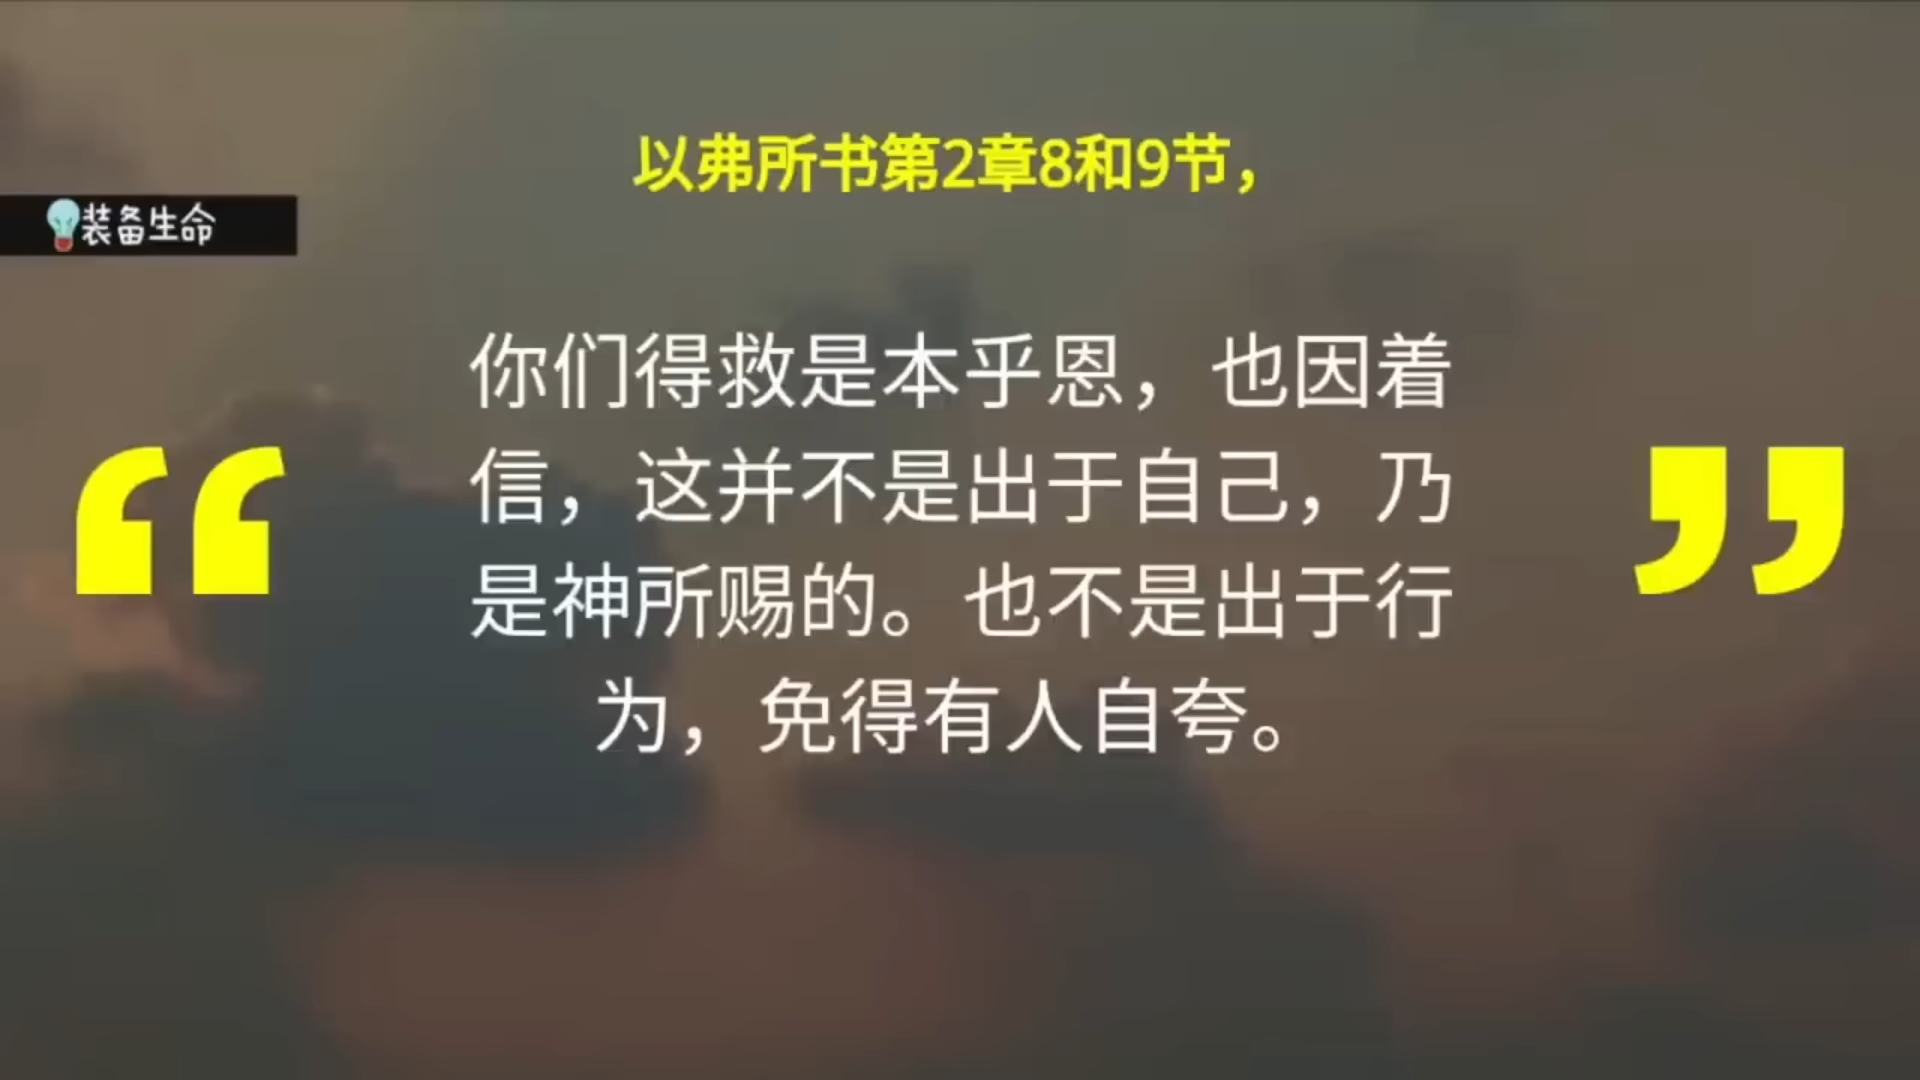 以弗所书第2章8和9节，
装备生命
“你们得救是本乎恩，也因着
信，这并不是出于自己，乃
是神所赐的。也不是出于行
为，免得有人自夸。”